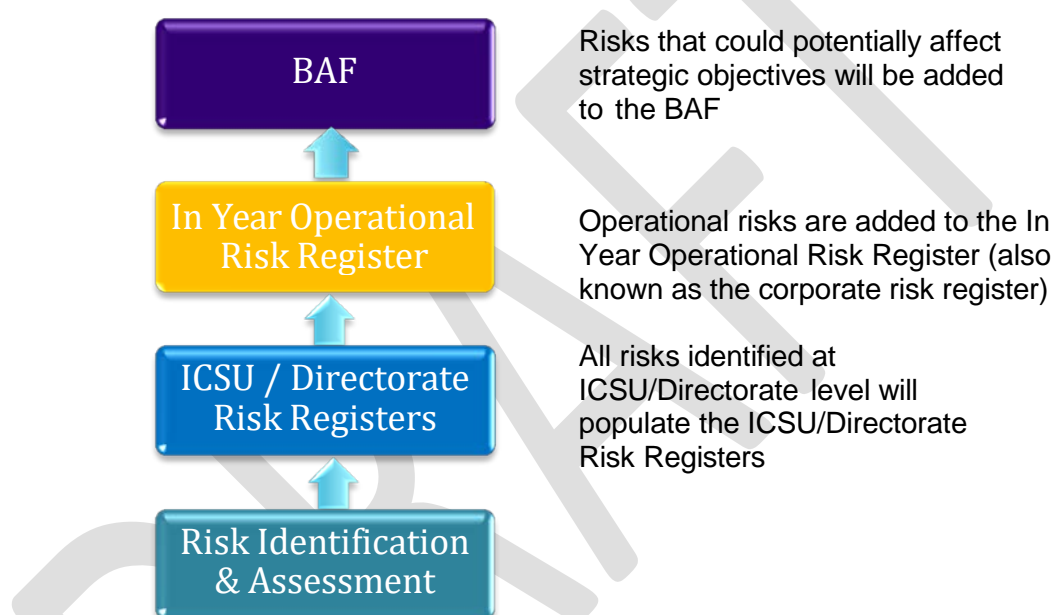 BAF
Risks that could potentially affect
strategic objectives will be added
to the BAF
In Year Operational
Risk Register
Operational risks are added to the In
Year Operational Risk Register (also
known as the corporate risk register)
ICSU / Directorate
Risk Registers
All risks identified at
ICSU/Directorate level will
populate the ICSU/Directorate
Risk Registers
Risk Identification
& Assessment
DRAFT